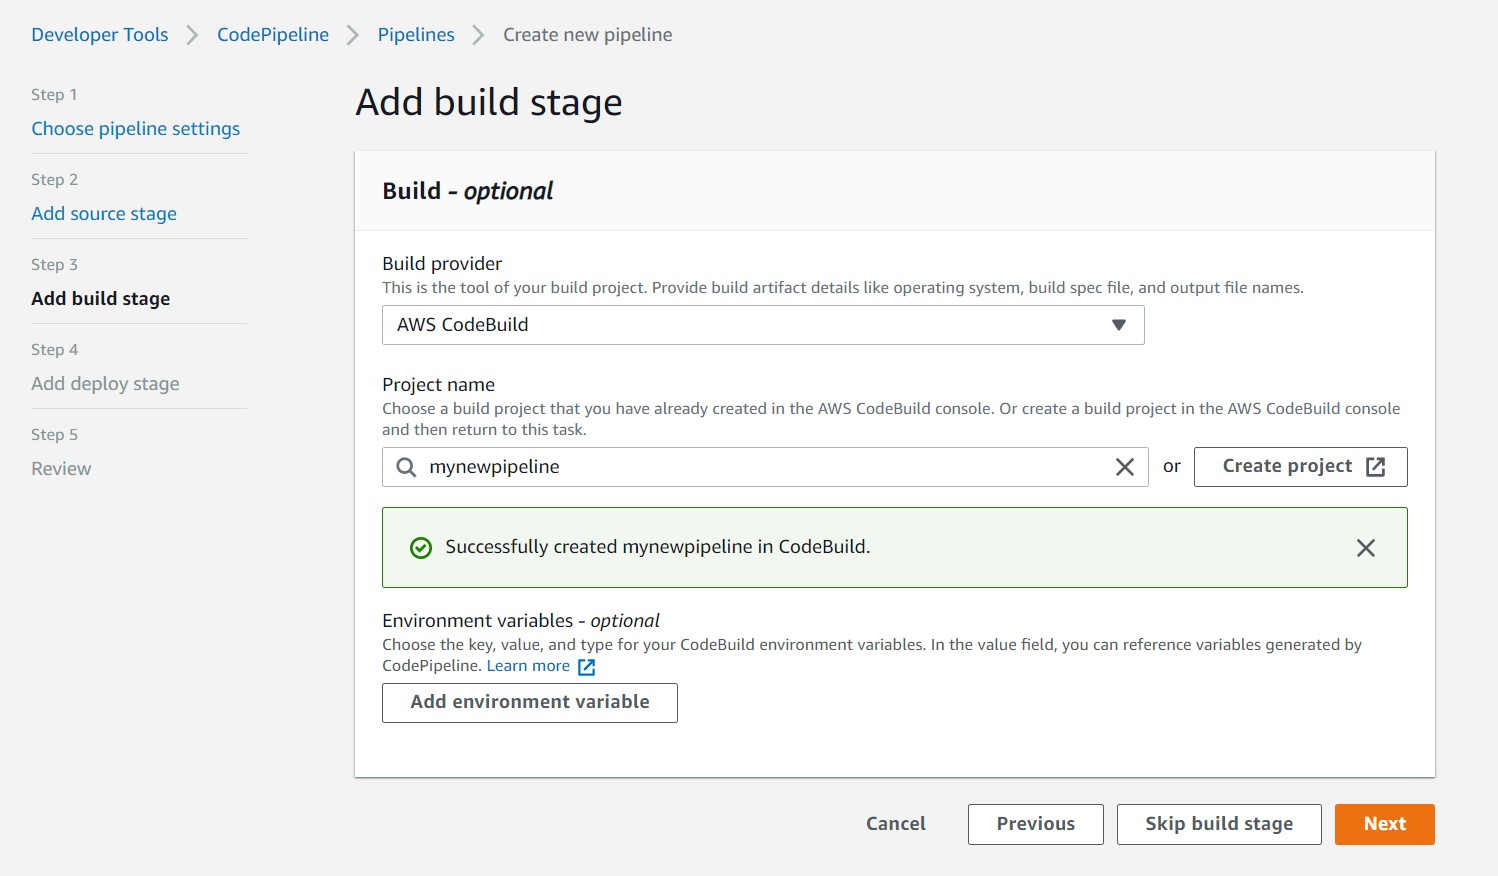 Developer Tools > CodePipeline > Pipelines > Create new pipeline
Step 1
Choose pipeline settings
Step 2
Add source stage
Step 3
Add build stage
Step 4
Add deploy stage
Step 5
Review
Add build stage
Build - optional
Build provider
This is the tool of your build project. Provide build artifact details like operating system, build spec file, and output file names.
AWS CodeBuild
Project name
Choose a build project that you have already created in the AWS CodeBuild console. Or create a build project in the AWS CodeBuild console
and then return to this task.
mynewpipeline
or
Create project
Successfully created mynewpipeline in CodeBuild.
Environment variables - optional
Choose the key, value, and type for your CodeBuild environment variables. In the value field, you can reference variables generated by
CodePipeline. Learn more
Add environment variable
Cancel
Previous
Skip build stage
Next